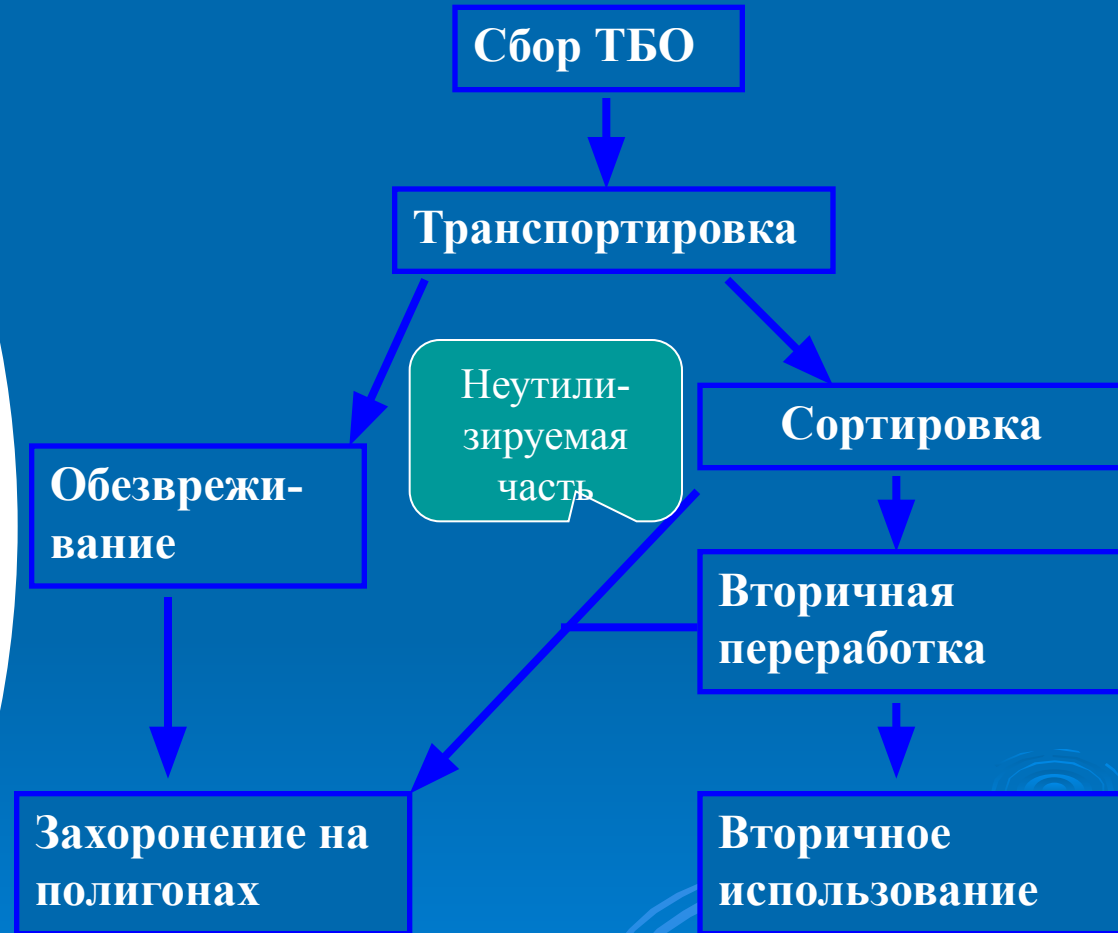 Сбор ТБО
Транспортировка
Неутили-
зируемая
часть
Сортировка
Обезврежи-
вание
Вторичная
переработка
Захоронение на
полигонах
Вторичное
использование